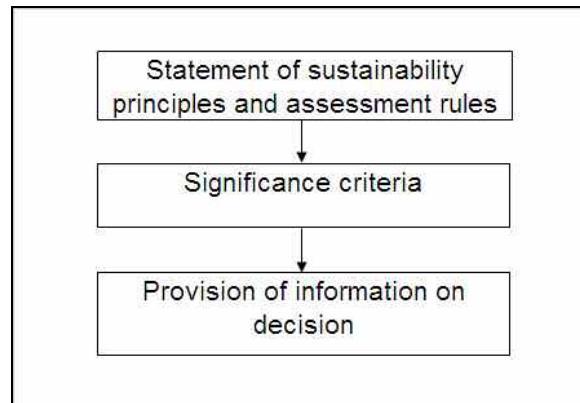 Statement of sustainability
principles and assessment rules
Significance criteria
Provision of information on
decision